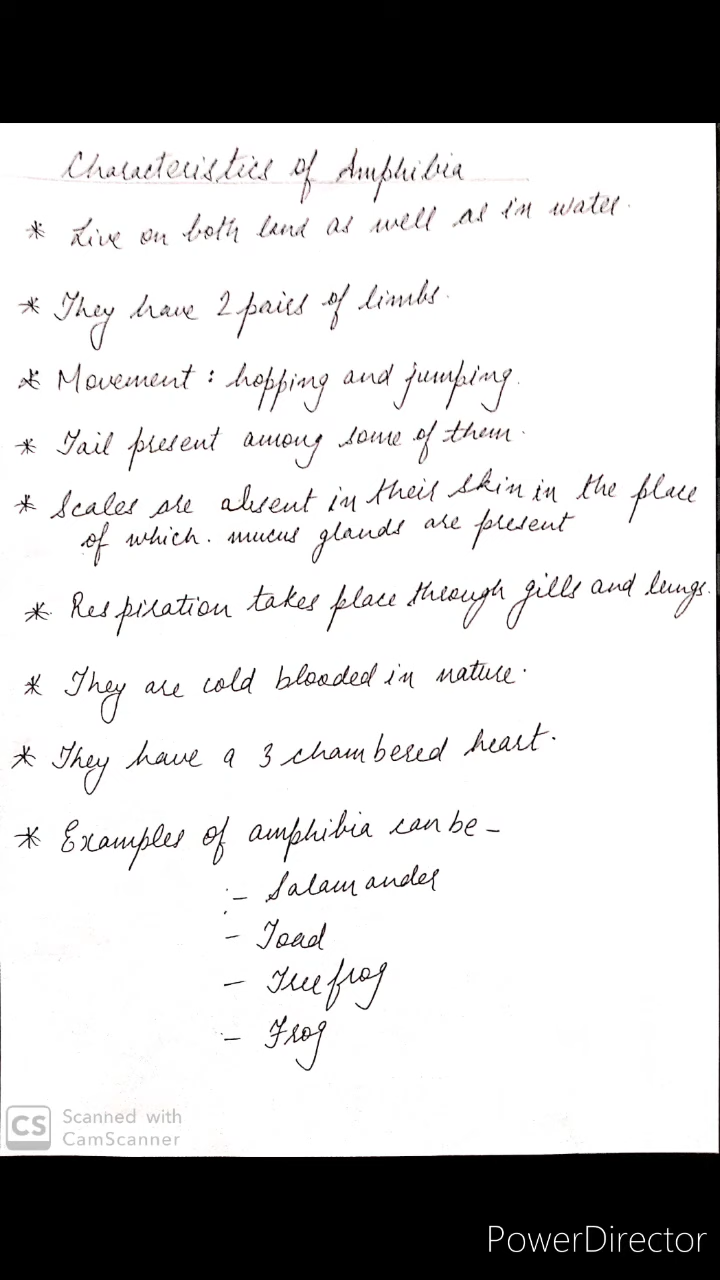 Characteristics of Amphibia
* Live on both land as well as in water.
* They have 2 pairs of limbs.
* Movement : hopping and jumping.
* Tail present among some of them.
* Scales are absent in their skin in the place
of which. mucus glands are present
* Respiration takes place through gills and lungs.
* They are cold blooded in nature.
* They have a 3 chambered heart.
* Examples of amphibia can be -
:- Salamander
- Toad
- Tree frog
- Frog
CS Scanned with
CamScanner
PowerDirector